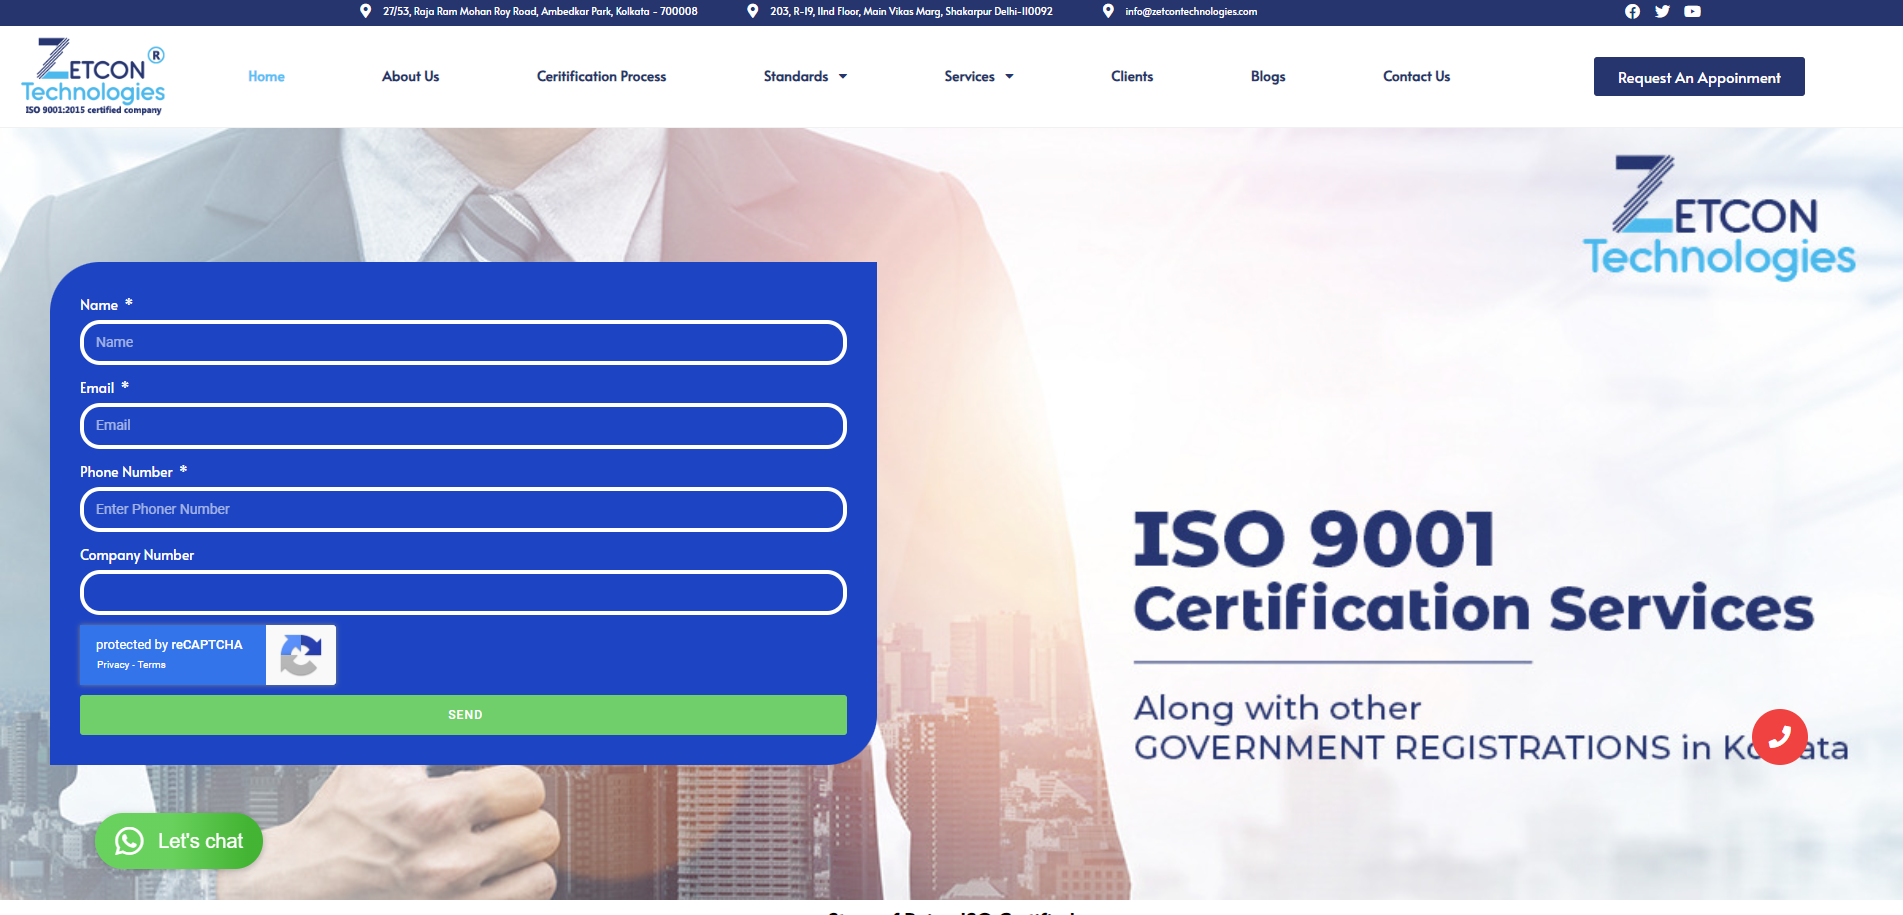 27/53, Raja Ram Mohan Roy Road, Ambedkar Park, Kolkata - 700008
203, R-19, IInd Floor, Main Vikas Marg, Shakarpur Delhi-110092
info@zetcontechnologies.com
ZETCON ®
Technologies
ISO 9001:2015 certified company
Home
About Us
Ceritification Process
Standards
Services
Clients
Blogs
Contact Us
Request An Appoinment
ZETCON
Technologies
Name *
Name
Email *
Email
Phone Number *
Enter Phoner Number
Company Number
protected by reCAPTCHA
Privacy - Terms
SEND
ISO 9001
Certification Services
Along with other
GOVERNMENT REGISTRATIONS in
Let's chat